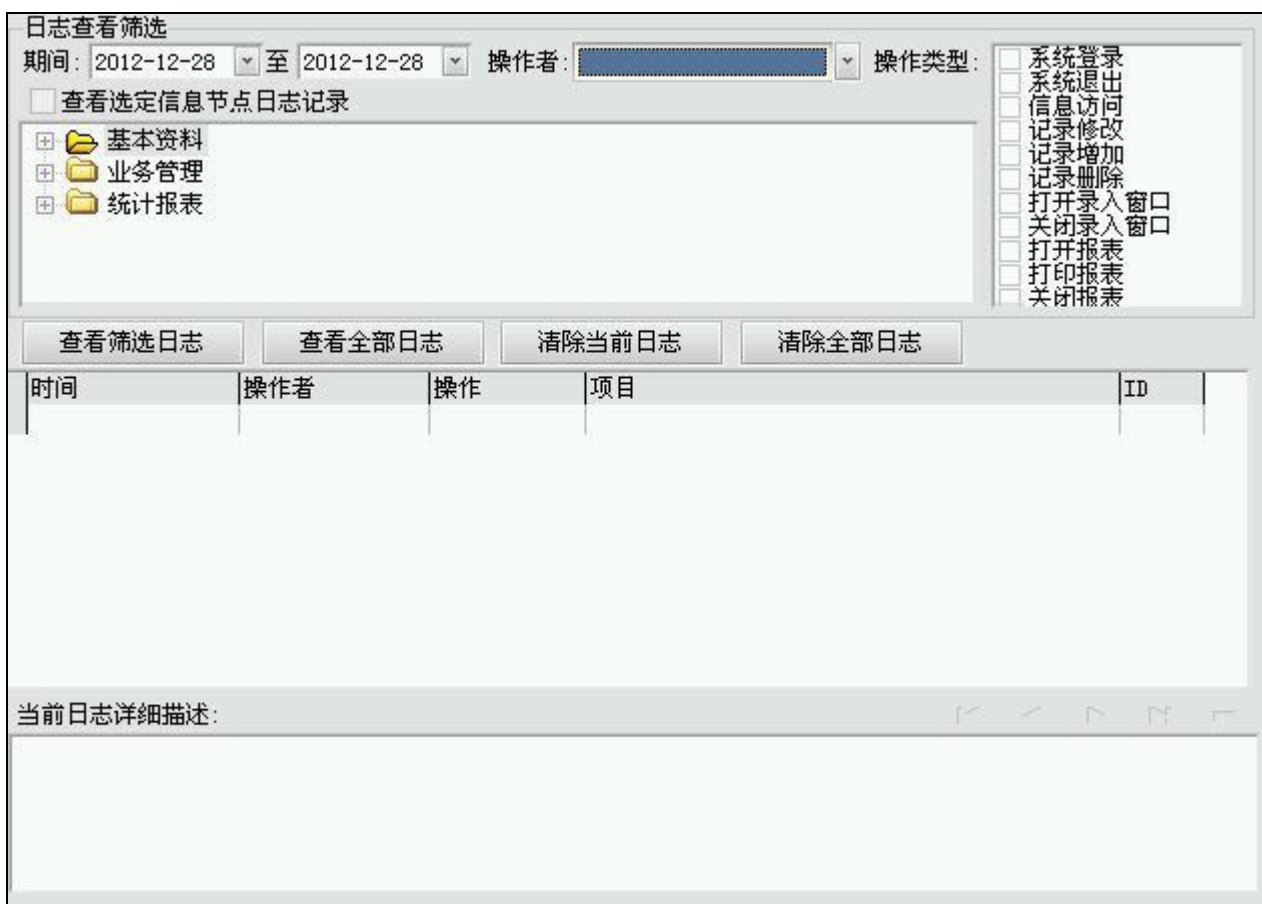 日志查看筛选
期间: 2012-12-28 至 2012-12-28 操作者: 操作类型:
系统登录
系统退出
信息访问
记录修改
记录增加
记录删除
打开录入窗口
关闭录入窗口
打开报表
打印报表
关闭报表
查看选定信息节点日志记录
基本资料
业务管理
统计报表
查看筛选日志 查看全部日志 清除当前日志 清除全部日志
时间 操作者 操作 项目 ID
当前日志详细描述: